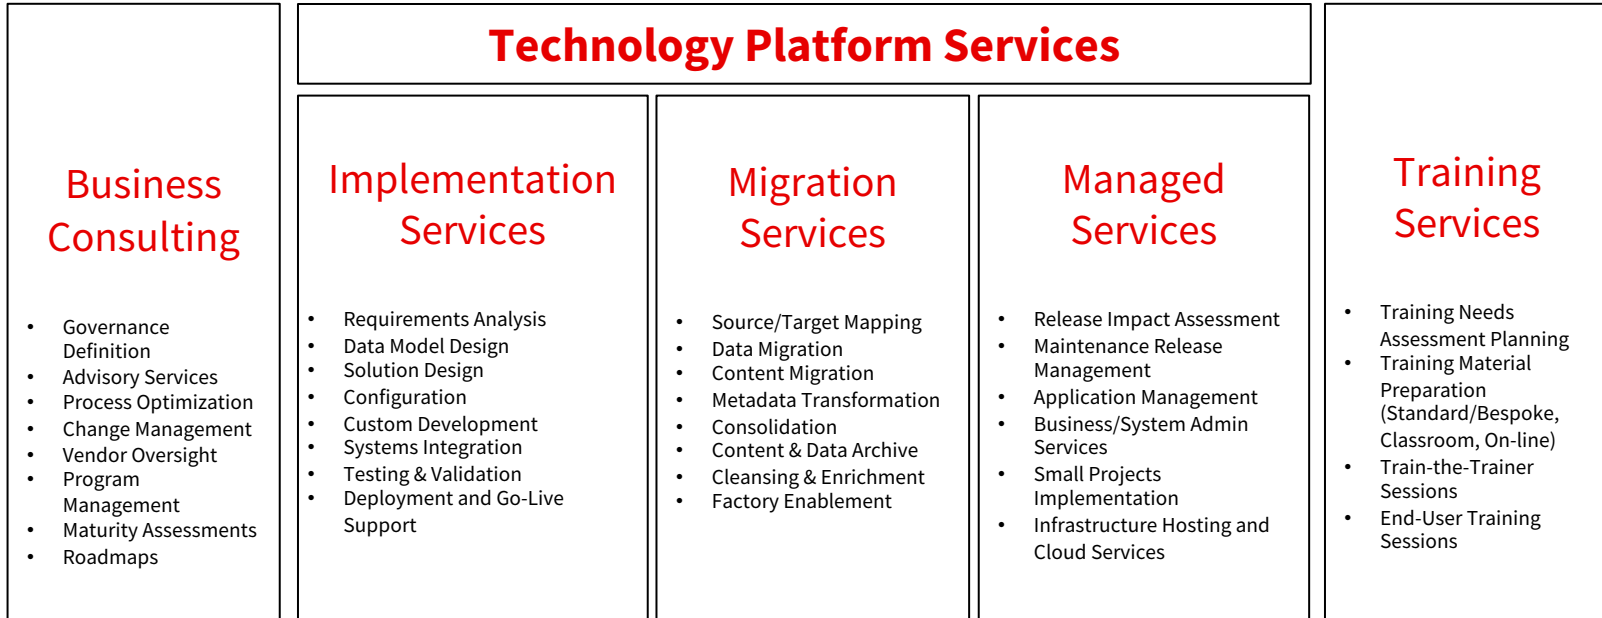 Technology Platform Services
Business
Consulting
• Governance
Definition
• Advisory Services
• Process Optimization
• Change Management
• Vendor Oversight
• Program
Management
• Maturity Assessments
• Roadmaps
Implementation
Services
• Requirements Analysis
• Data Model Design
• Solution Design
• Configuration
• Custom Development
• Systems Integration
• Testing & Validation
• Deployment and Go-Live
Support
Migration
Services
• Source/Target Mapping
• Data Migration
• Content Migration
• Metadata Transformation
• Consolidation
• Content & Data Archive
• Cleansing & Enrichment
• Factory Enablement
Managed
Services
• Release Impact Assessment
• Maintenance Release
Management
• Application Management
• Business/System Admin
Services
• Small Projects
Implementation
• Infrastructure Hosting and
Cloud Services
Training
Services
• Training Needs
Assessment Planning
• Training Material
Preparation
(Standard/Bespoke,
Classroom, On-line)
• Train-the-Trainer
Sessions
• End-User Training
Sessions